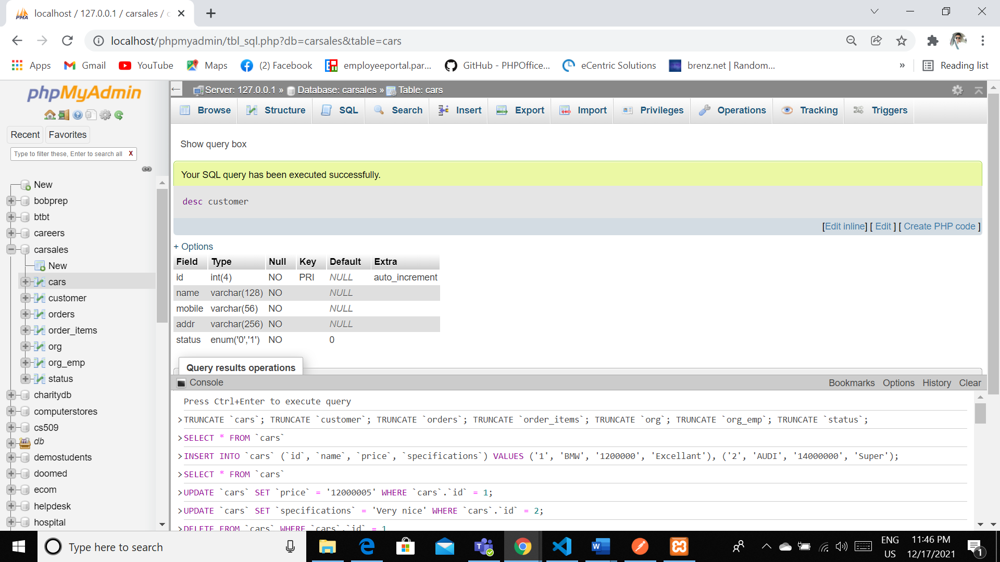 localhost / 127.0.0.1 / carsales / c
localhost/phpmyadmin/tbl_sql.php?db=carsales&table=cars
Apps Gmail YouTube Maps (2) Facebook employeeportal.par... GitHub - PHPOffice... eCentric Solutions brenz.net | Random... » Reading list
phpMyAdmin
Recent Favorites
Type to filter these, Enter to search all X
New
bobprep
btbt
careers
carsales
New
cars
customer
orders
order_items
org
org_emp
status
charitydb
computerstores
cs509
db
demostudents
doomed
ecom
helpdesk
hospital
Server: 127.0.0.1 » Database: carsales » Table: cars
Browse Structure SQL Search Insert Export Import Privileges Operations Tracking Triggers
Show query box
Your SQL query has been executed successfully.
desc customer
[Edit inline] [ Edit ] [ Create PHP code ]
+ Options
Field Type Null Key Default Extra
id int(4) NO PRI NULL auto_increment
name varchar(128) NO NULL
mobile varchar(56) NO NULL
addr varchar(256) NO NULL
status enum('0','1') NO 0
Query results operations
Console Bookmarks Options History Clear
Press Ctrl+Enter to execute query
>TRUNCATE `cars`; TRUNCATE `customer`; TRUNCATE `orders`; TRUNCATE `order_items`; TRUNCATE `org`; TRUNCATE `org_emp`; TRUNCATE `status`;
>SELECT * FROM `cars`
>INSERT INTO `cars` (`id`, `name`, `price`, `specifications`) VALUES ('1', 'BMW', '1200000', 'Excellant'), ('2', 'AUDI', '14000000', 'Super');
>SELECT * FROM `cars`
>UPDATE `cars` SET `price` = '12000005' WHERE `cars`.`id` = 1;
>UPDATE `cars` SET `specifications` = 'Very nice' WHERE `cars`.`id` = 2;
>DELETE FROM `cars` WHERE `cars`.`id` = 1
Type here to search
ENG
US
11:46 PM
12/17/2021
1